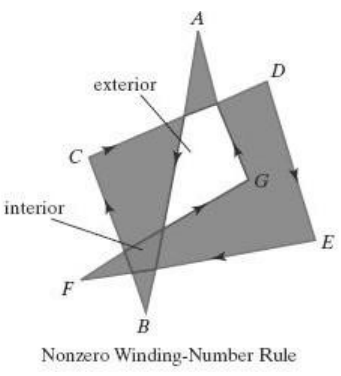 A
D
exterior
C
G
interior
E
F
B
Nonzero Winding-Number Rule